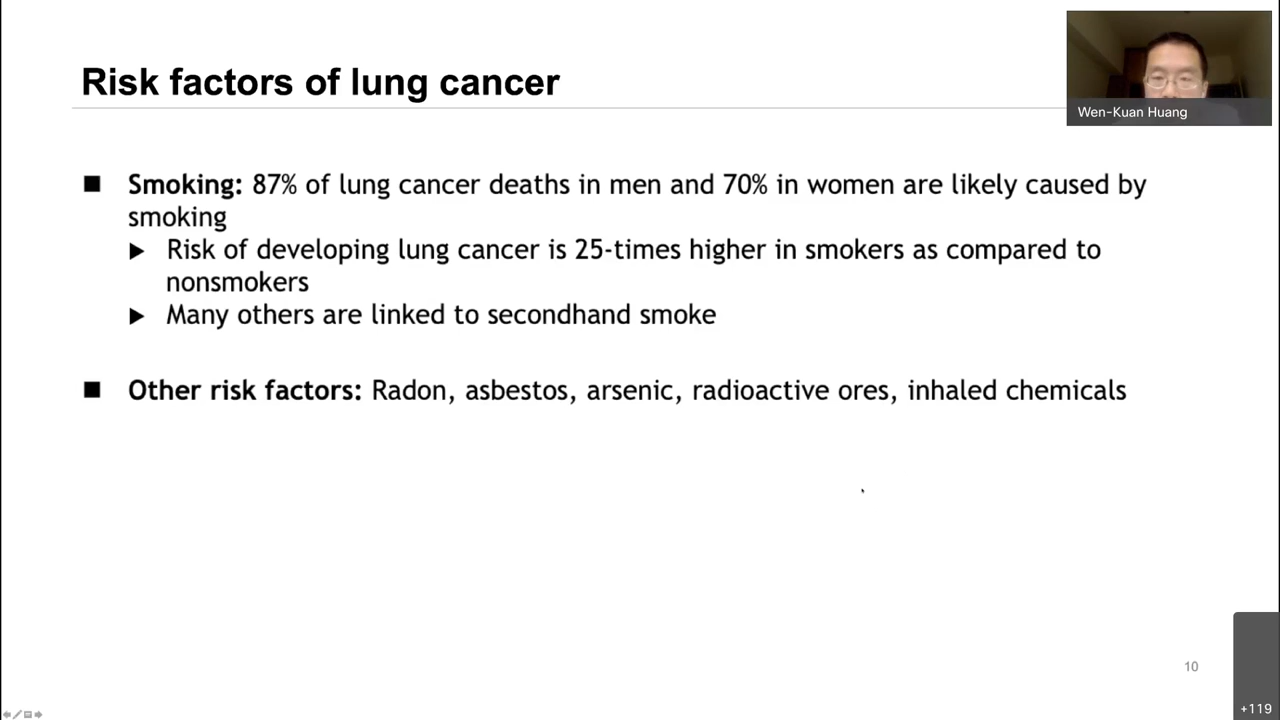 Risk factors of lung cancer
Wen-Kuan Huang
Smoking: 87% of lung cancer deaths in men and 70% in women are likely caused by
smoking
Risk of developing lung cancer is 25-times higher in smokers as compared to
nonsmokers
Many others are linked to secondhand smoke
Other risk factors: Radon, asbestos, arsenic, radioactive ores, inhaled chemicals
10
+119